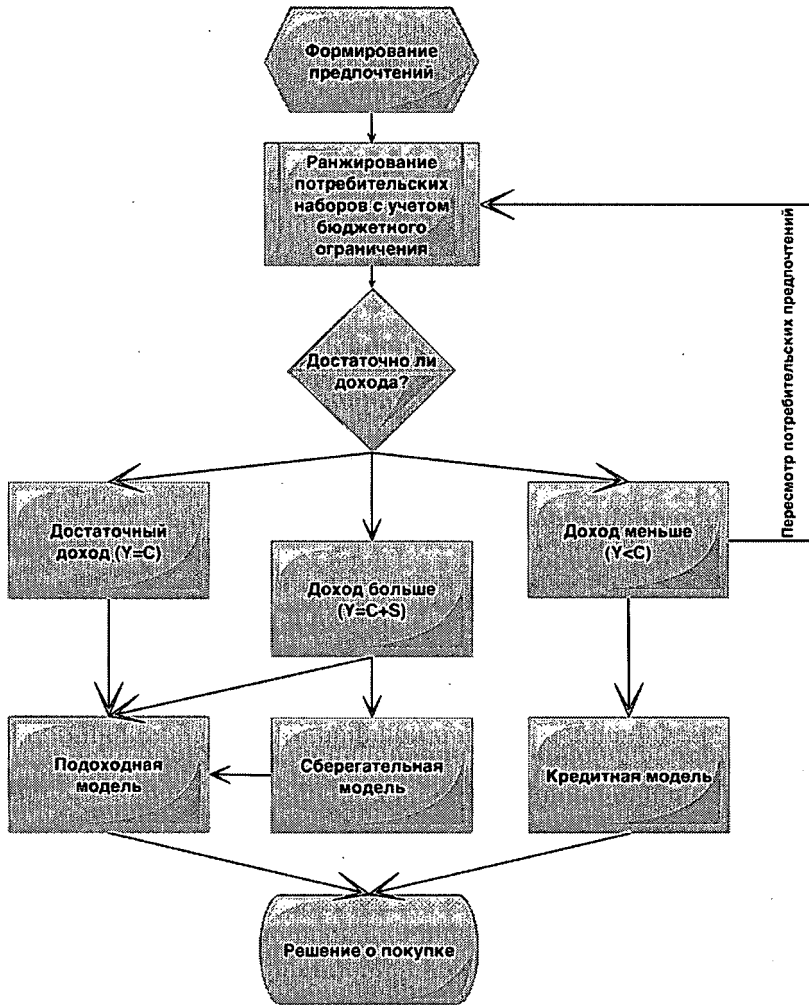 Формирование
предпочтений
Ранжирование
потребительских
наборов с учетом
бюджетного
ограничения
Пересмотр потребительских предпочтений
Достаточно ли
дохода?
Достаточный
доход (Y=C)
Доход больше
(Y=C+S)
Доход меньше
(Y<C)
Подоходная
модель
Сберегательная
модель
Кредитная модель
Решение о покупке